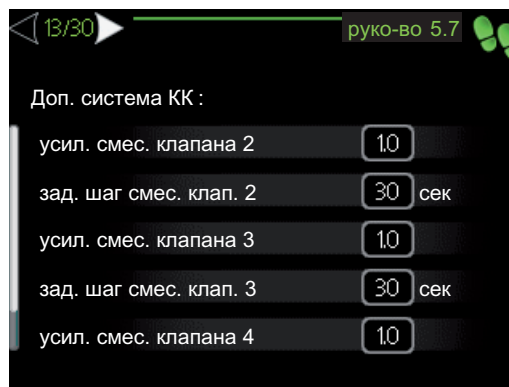 13/30 руко-во 5.7
Доп. система КК :
усил. смес. клапана 2 1.0
зад. шаг смес. клап. 2 30 сек
усил. смес. клапана 3 1.0
зад. шаг смес. клап. 3 30 сек
усил. смес. клапана 4 1.0